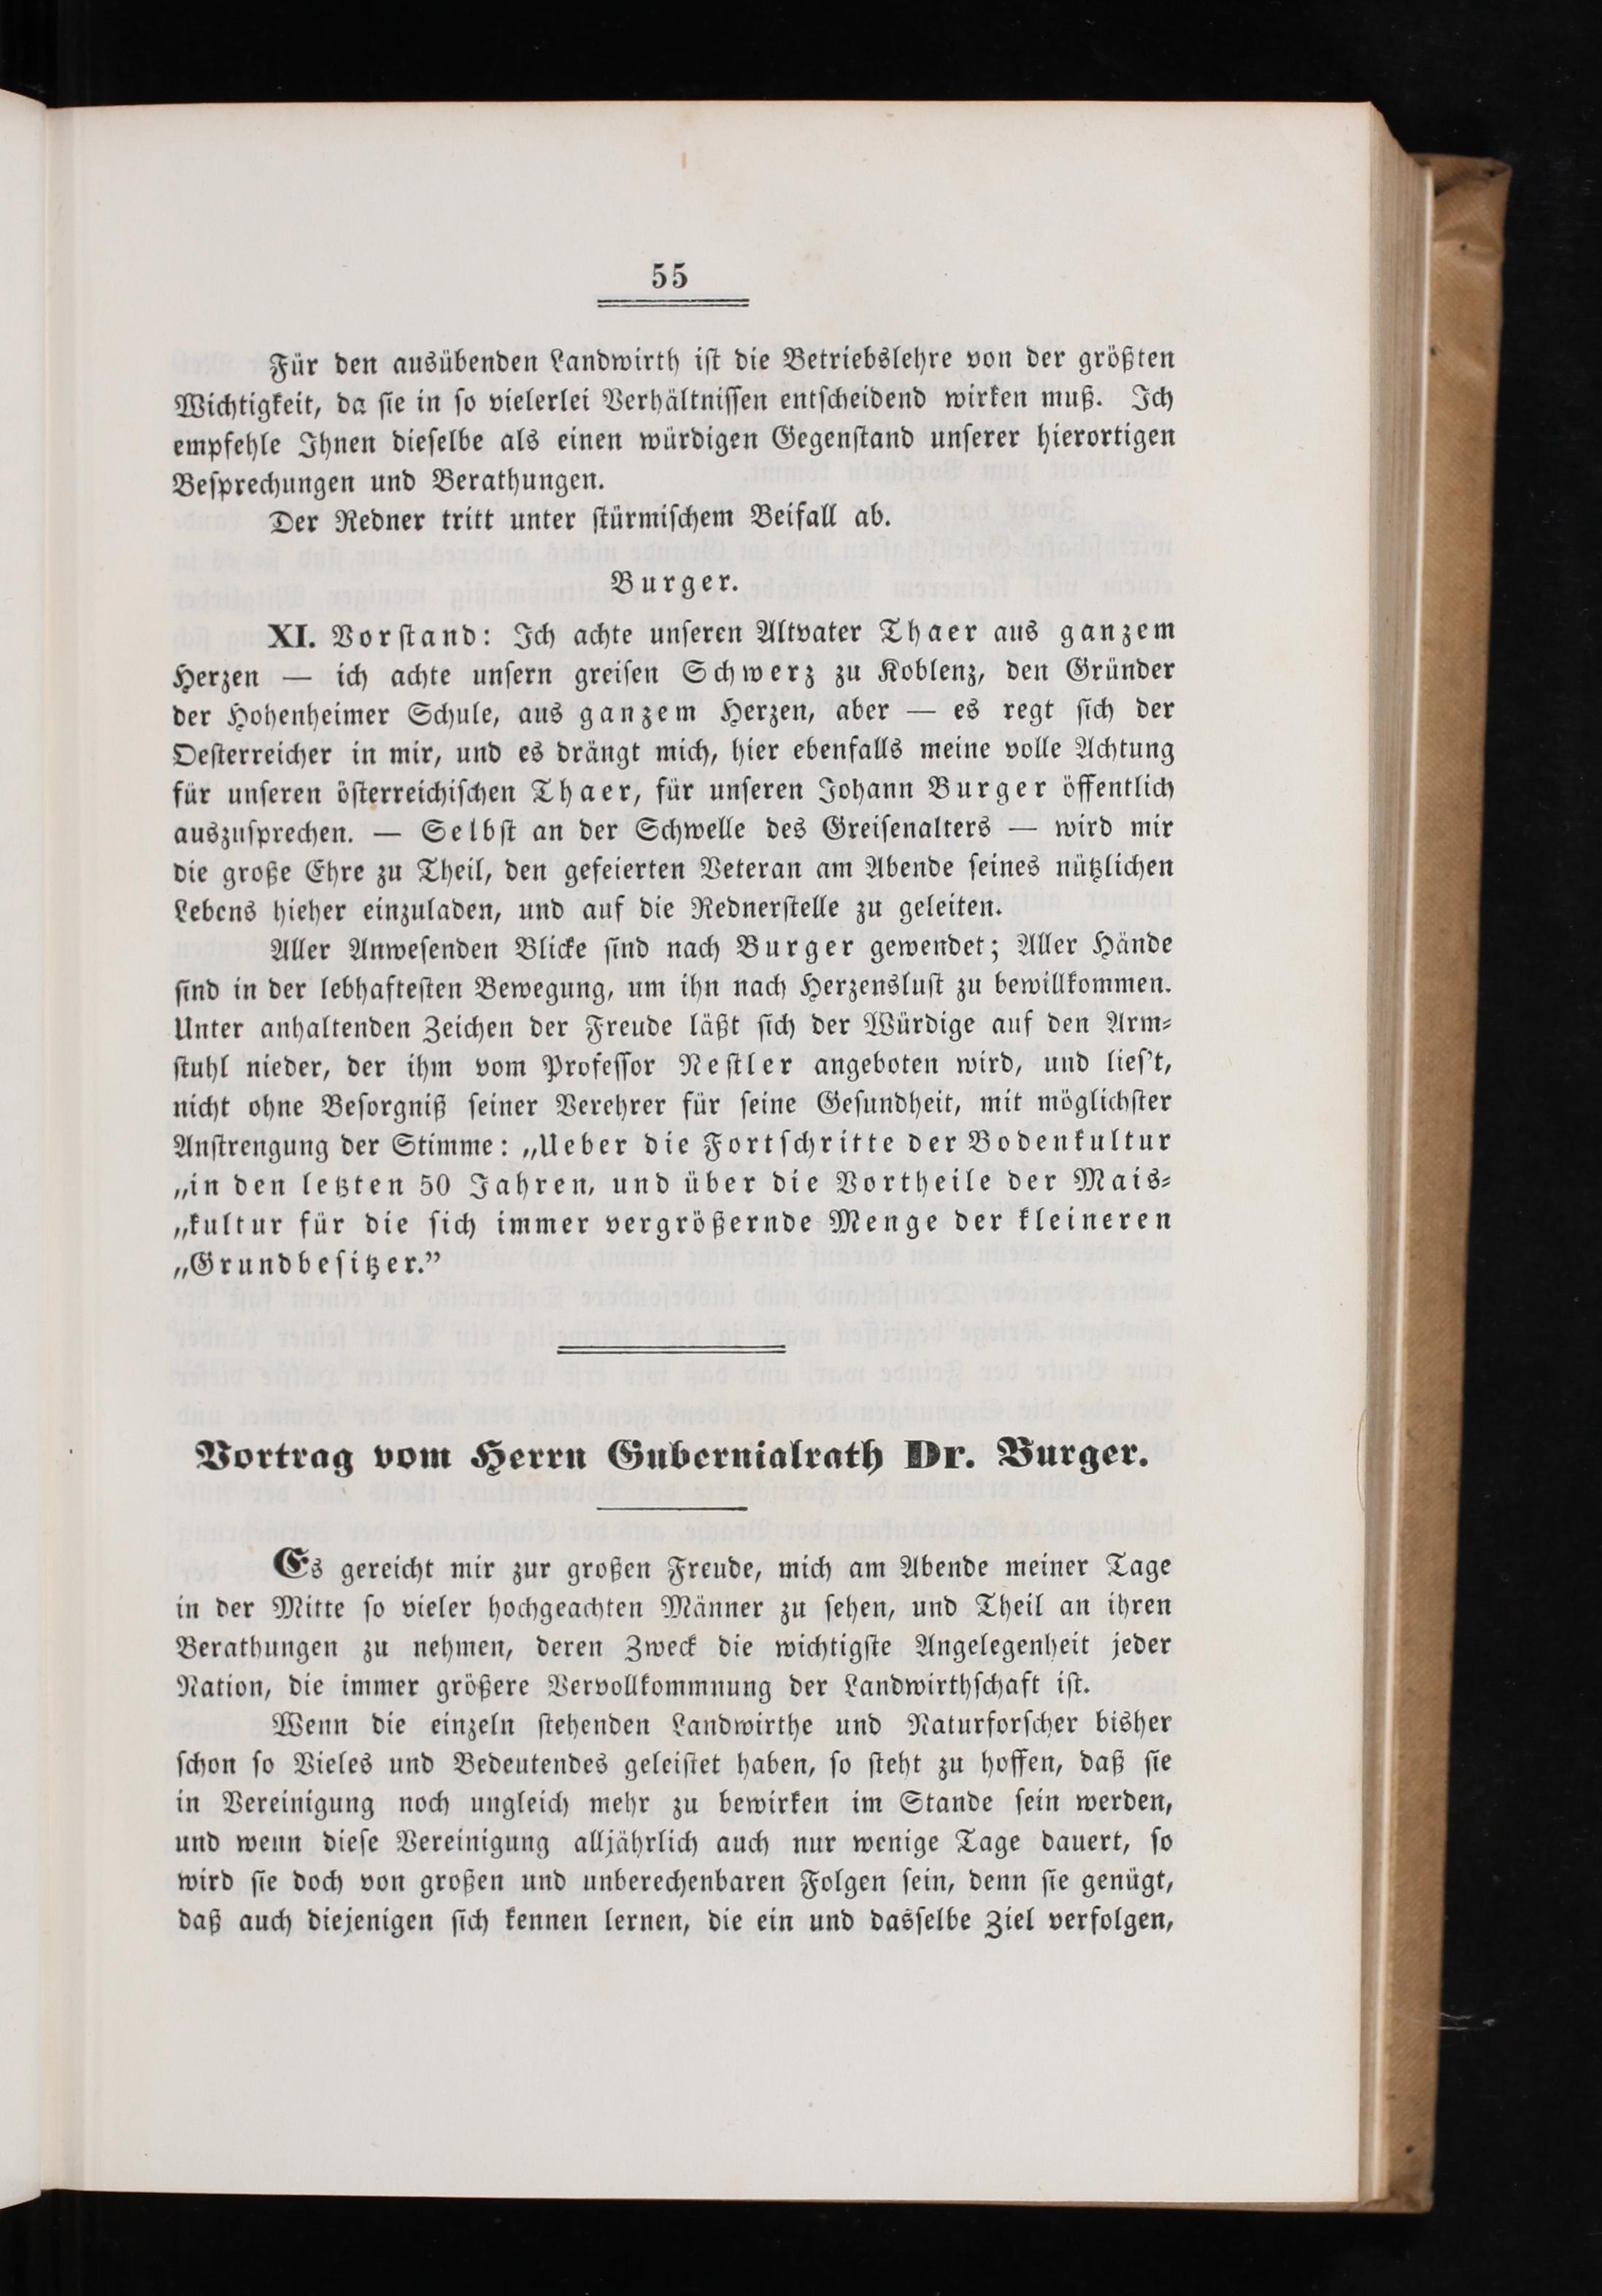 55
Für den ausübenden Landwirth ist die Betriebslehre von der größten
Wichtigkeit, da sie in so vielerlei Verhältnissen entscheidend wirken muß. Ich
empfehle Ihnen dieselbe als einen würdigen Gegenstand unserer hierortigen
Besprechungen und Berathungen.
Der Redner tritt unter stürmischem Beifall ab.
Burger.
XI. Vorstand: Ich achte unseren Altvater Thaer aus ganzem
Herzen — ich achte unsern greisen Schwerz zu Koblenz, den Gründer
der Hohenheimer Schule, aus ganzem Herzen, aber — es regt sich der
Oesterreicher in mir, und es drängt mich, hier ebenfalls meine volle Achtung
für unseren österreichischen Thaer, für unseren Johann Burger öffentlich
auszusprechen. — Selbst an der Schwelle des Greisenalters — wird mir
die große Ehre zu Theil, den gefeierten Veteran am Abende seines nützlichen
Lebens hieher einzuladen, und auf die Rednerstelle zu geleiten.
Aller Anwesenden Blicke sind nach Burger gewendet; Aller Hände
sind in der lebhaftesten Bewegung, um ihn nach Herzenslust zu bewillkommen.
Unter anhaltenden Zeichen der Freude läßt sich der Würdige auf den Arm-
stuhl nieder, der ihm vom Professor Nestler angeboten wird, und lies't,
nicht ohne Besorgniß seiner Verehrer für seine Gesundheit, mit möglichster
Anstrengung der Stimme: „Ueber die Fortschritte der Bodenkultur
„in den letzten 50 Jahren, und über die Vortheile der Mais-
„kultur für die sich immer vergrößernde Menge der kleineren
„Grundbesitzer.”
Vortrag vom Herrn Gubernialrath Dr. Burger.
Es gereicht mir zur großen Freude, mich am Abende meiner Tage
in der Mitte so vieler hochgeachten Männer zu sehen, und Theil an ihren
Berathungen zu nehmen, deren Zweck die wichtigste Angelegenheit jeder
Nation, die immer größere Vervollkommnung der Landwirthschaft ist.
Wenn die einzeln stehenden Landwirthe und Naturforscher bisher
schon so Vieles und Bedeutendes geleistet haben, so steht zu hoffen, daß sie
in Vereinigung noch ungleich mehr zu bewirken im Stande sein werden,
und wenn diese Vereinigung alljährlich auch nur wenige Tage dauert, so
wird sie doch von großen und unberechenbaren Folgen sein, denn sie genügt,
daß auch diejenigen sich kennen lernen, die ein und dasselbe Ziel verfolgen,